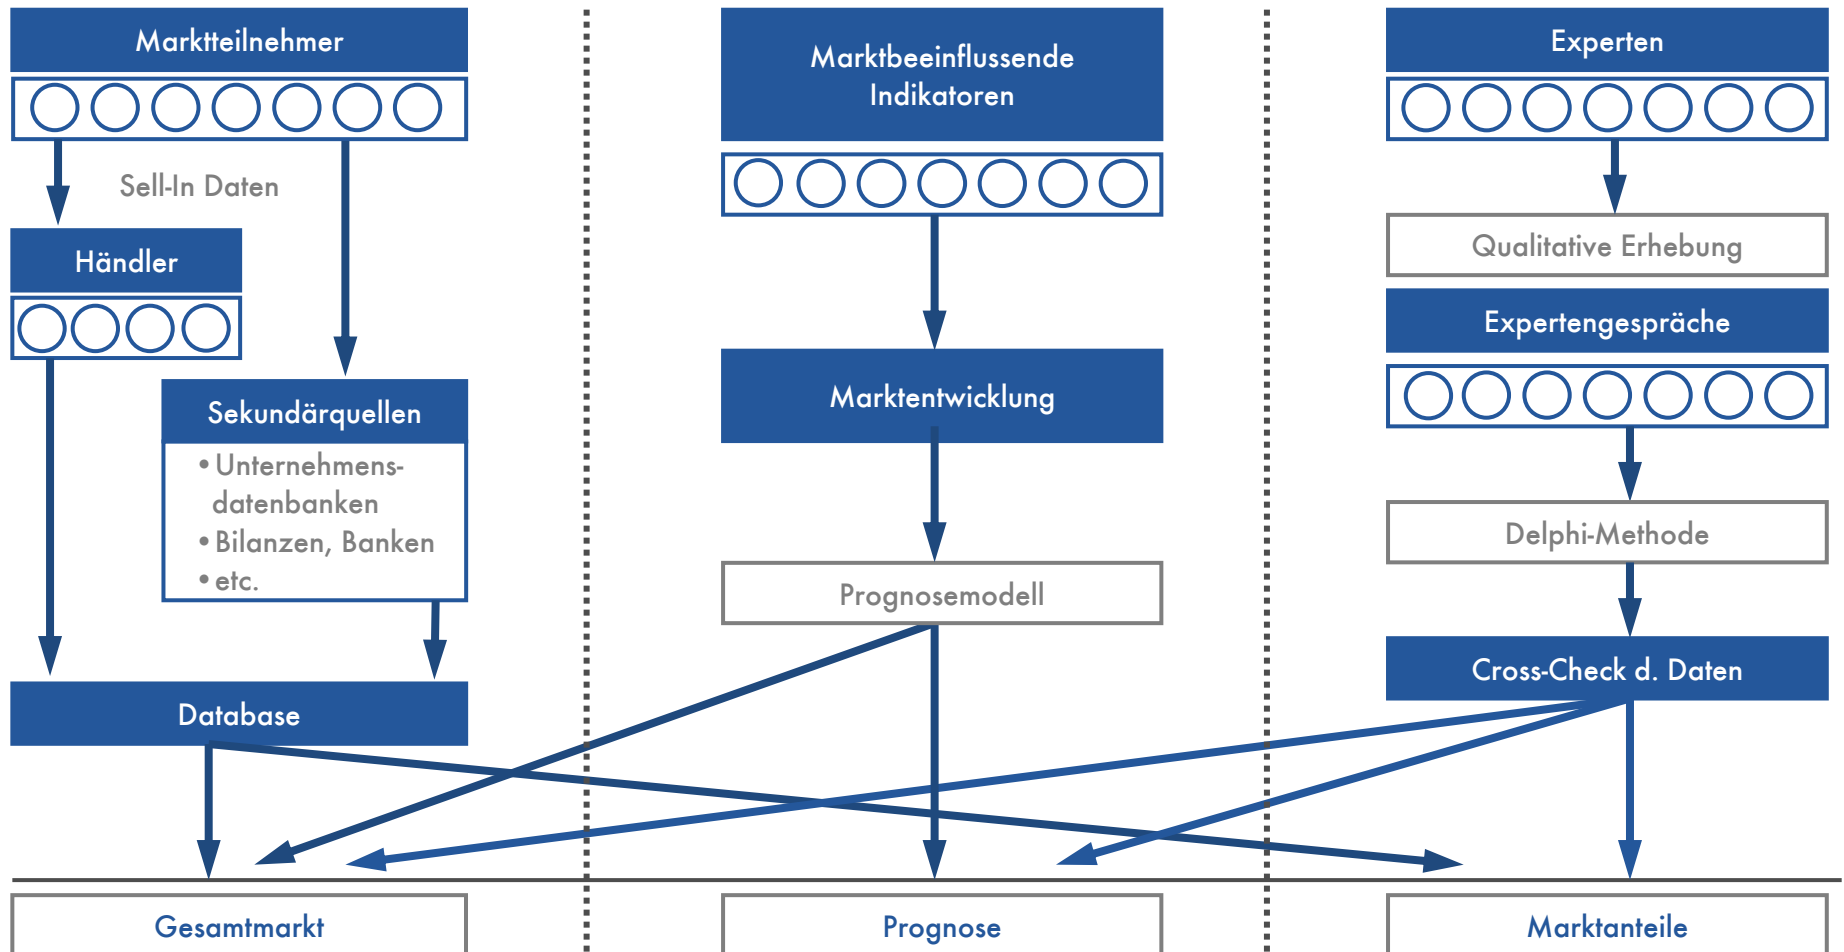 Marktteilnehmer
Sell-In Daten
Händler
Sekundärquellen
• Unternehmens-
datenbanken
• Bilanzen, Banken
• etc.
Database
Gesamtmarkt
Marktbeeinflussende
Indikatoren
Marktentwicklung
Prognosemodell
Prognose
Experten
Qualitative Erhebung
Expertengespräche
Delphi-Methode
Cross-Check d. Daten
Marktanteile